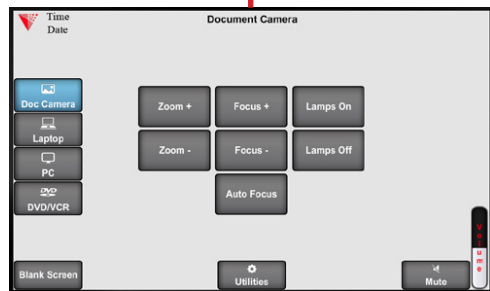 Time
Date
Document Camera
Doc Camera
Laptop
PC
DVD
DVD/VCR
Zoom +
Focus +
Lamps On
Zoom -
Focus -
Lamps Off
Auto Focus
Volume
Blank Screen
Utilities
Mute